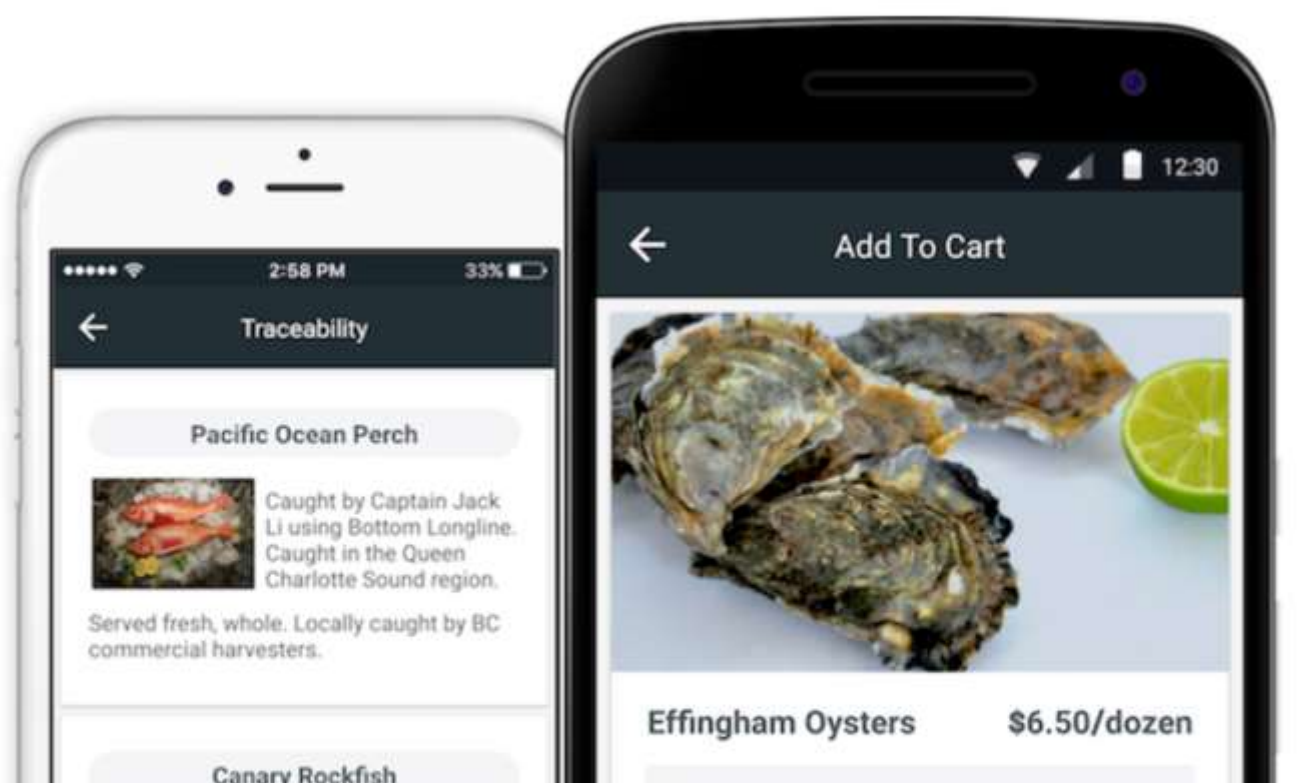 2:58 PM
33%
Traceability
Pacific Ocean Perch
Caught by Captain Jack
Li using Bottom Longline.
Caught in the Queen
Charlotte Sound region.
Served fresh, whole. Locally caught by BC
commercial harvesters.
Canary Rockfish
12:30
Add To Cart
Effingham Oysters
$6.50/dozen